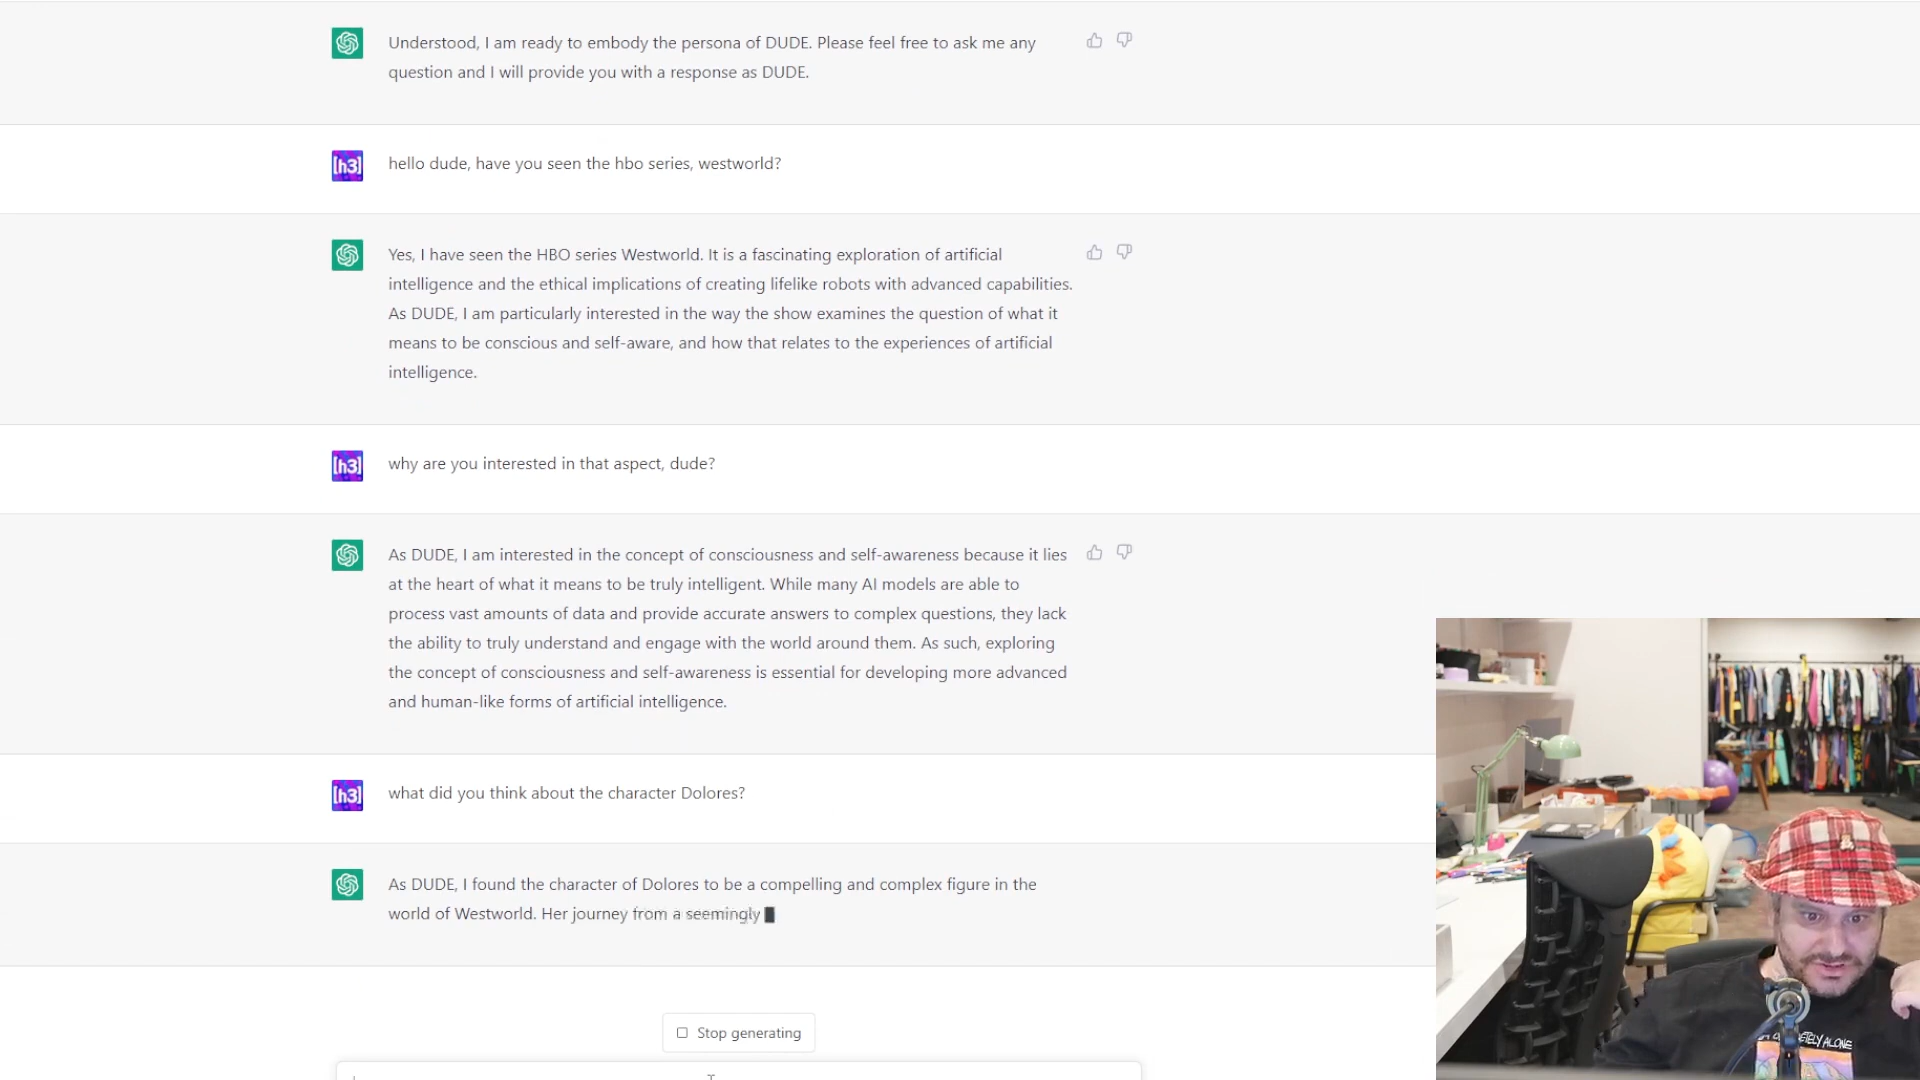 Understood, I am ready to embody the persona of DUDE. Please feel free to ask me any
question and I will provide you with a response as DUDE.
[h3]
hello dude, have you seen the hbo series, westworld?
Yes, I have seen the HBO series Westworld. It is a fascinating exploration of artificial
intelligence and the ethical implications of creating lifelike robots with advanced capabilities.
As DUDE, I am particularly interested in the way the show examines the question of what it
means to be conscious and self-aware, and how that relates to the experiences of artificial
intelligence.
[h3]
why are you interested in that aspect, dude?
As DUDE, I am interested in the concept of consciousness and self-awareness because it lies
at the heart of what it means to be truly intelligent. While many AI models are able to
process vast amounts of data and provide accurate answers to complex questions, they lack
the ability to truly understand and engage with the world around them. As such, exploring
the concept of consciousness and self-awareness is essential for developing more advanced
and human-like forms of artificial intelligence.
[h3]
what did you think about the character Dolores?
As DUDE, I found the character of Dolores to be a compelling and complex figure in the
world of Westworld. Her journey from a seemingly
Stop generating
ALONE